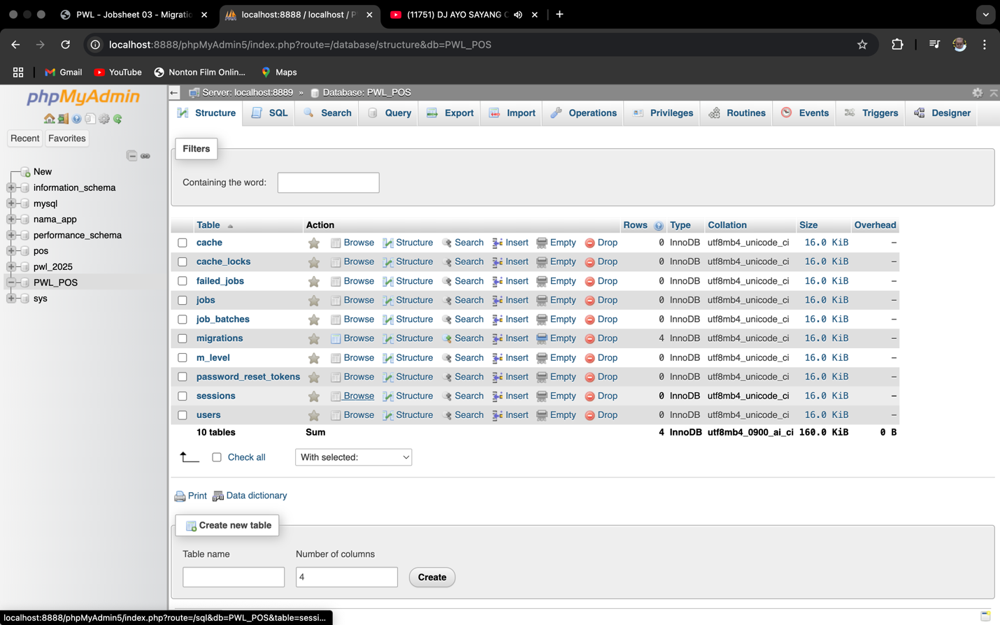 PWL - Jobsheet 03 - Migratio
localhost:8888 / localhost / P
(11751) DJ AYO SAYANG
localhost:8888/phpMyAdmin5/index.php?route=/database/structure&db=PWL_POS
Gmail
YouTube
Nonton Film Onlin...
Maps
phpMyAdmin
Recent
Favorites
New
information_schema
mysql
nama_app
performance_schema
pos
pwl_2025
PWL_POS
sys
Server: localhost:8889 » Database: PWL_POS
Structure SQL Search Query Export Import Operations Privileges Routines Events Triggers Designer
Filters
Containing the word:
Table Action Rows Type Collation Size Overhead
cache Browse Structure Search Insert Empty Drop 0 InnoDB utf8mb4_unicode_ci 16.0 KiB –
cache_locks Browse Structure Search Insert Empty Drop 0 InnoDB utf8mb4_unicode_ci 16.0 KiB –
failed_jobs Browse Structure Search Insert Empty Drop 0 InnoDB utf8mb4_unicode_ci 16.0 KiB –
jobs Browse Structure Search Insert Empty Drop 0 InnoDB utf8mb4_unicode_ci 16.0 KiB –
job_batches Browse Structure Search Insert Empty Drop 0 InnoDB utf8mb4_unicode_ci 16.0 KiB –
migrations Browse Structure Search Insert Empty Drop 4 InnoDB utf8mb4_unicode_ci 16.0 KiB –
m_level Browse Structure Search Insert Empty Drop 0 InnoDB utf8mb4_unicode_ci 16.0 KiB –
password_reset_tokens Browse Structure Search Insert Empty Drop 0 InnoDB utf8mb4_unicode_ci 16.0 KiB –
sessions Browse Structure Search Insert Empty Drop 0 InnoDB utf8mb4_unicode_ci 16.0 KiB –
users Browse Structure Search Insert Empty Drop 0 InnoDB utf8mb4_unicode_ci 16.0 KiB –
10 tables Sum 4 InnoDB utf8mb4_0900_ai_ci 160.0 KiB 0 B
Check all
With selected:
Print Data dictionary
Create new table
Table name Number of columns
4
Create
localhost:8888/phpMyAdmin5/index.php?route=/sql&db=PWL_POS&table=sessi...